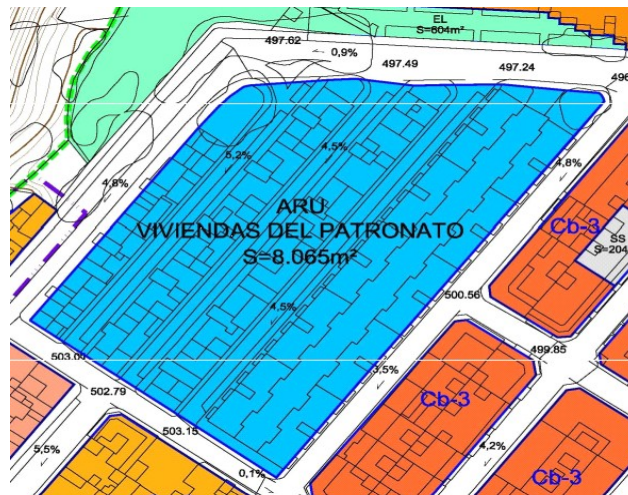 EL
S=604m²
497.62
0,9%
497.49
497.24
4,8%
5,2%
4,5%
4,8%
ARU
VIVIENDAS DEL PATRONATO
S=8.065m²
Cb-3
SS
S=204
500.56
4,5%
499.85
503.0
3,5%
502.79
Cb-3
503.15
5,5%
0,1%
4,2%
Cb-3